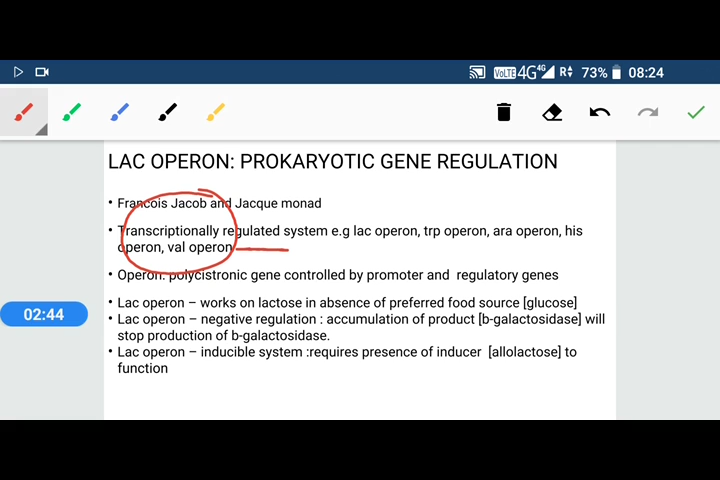 VoLTE 4G 4G R 73% 08:24
LAC OPERON: PROKARYOTIC GENE REGULATION
• Francois Jacob and Jacque monad
• Transcriptionally regulated system e.g lac operon, trp operon, ara operon, his
operon, val operon
• Operon: polycistronic gene controlled by promoter and regulatory genes
• Lac operon – works on lactose in absence of preferred food source [glucose]
02:44
• Lac operon – negative regulation : accumulation of product [b-galactosidase] will
stop production of b-galactosidase.
• Lac operon – inducible system :requires presence of inducer [allolactose] to
function